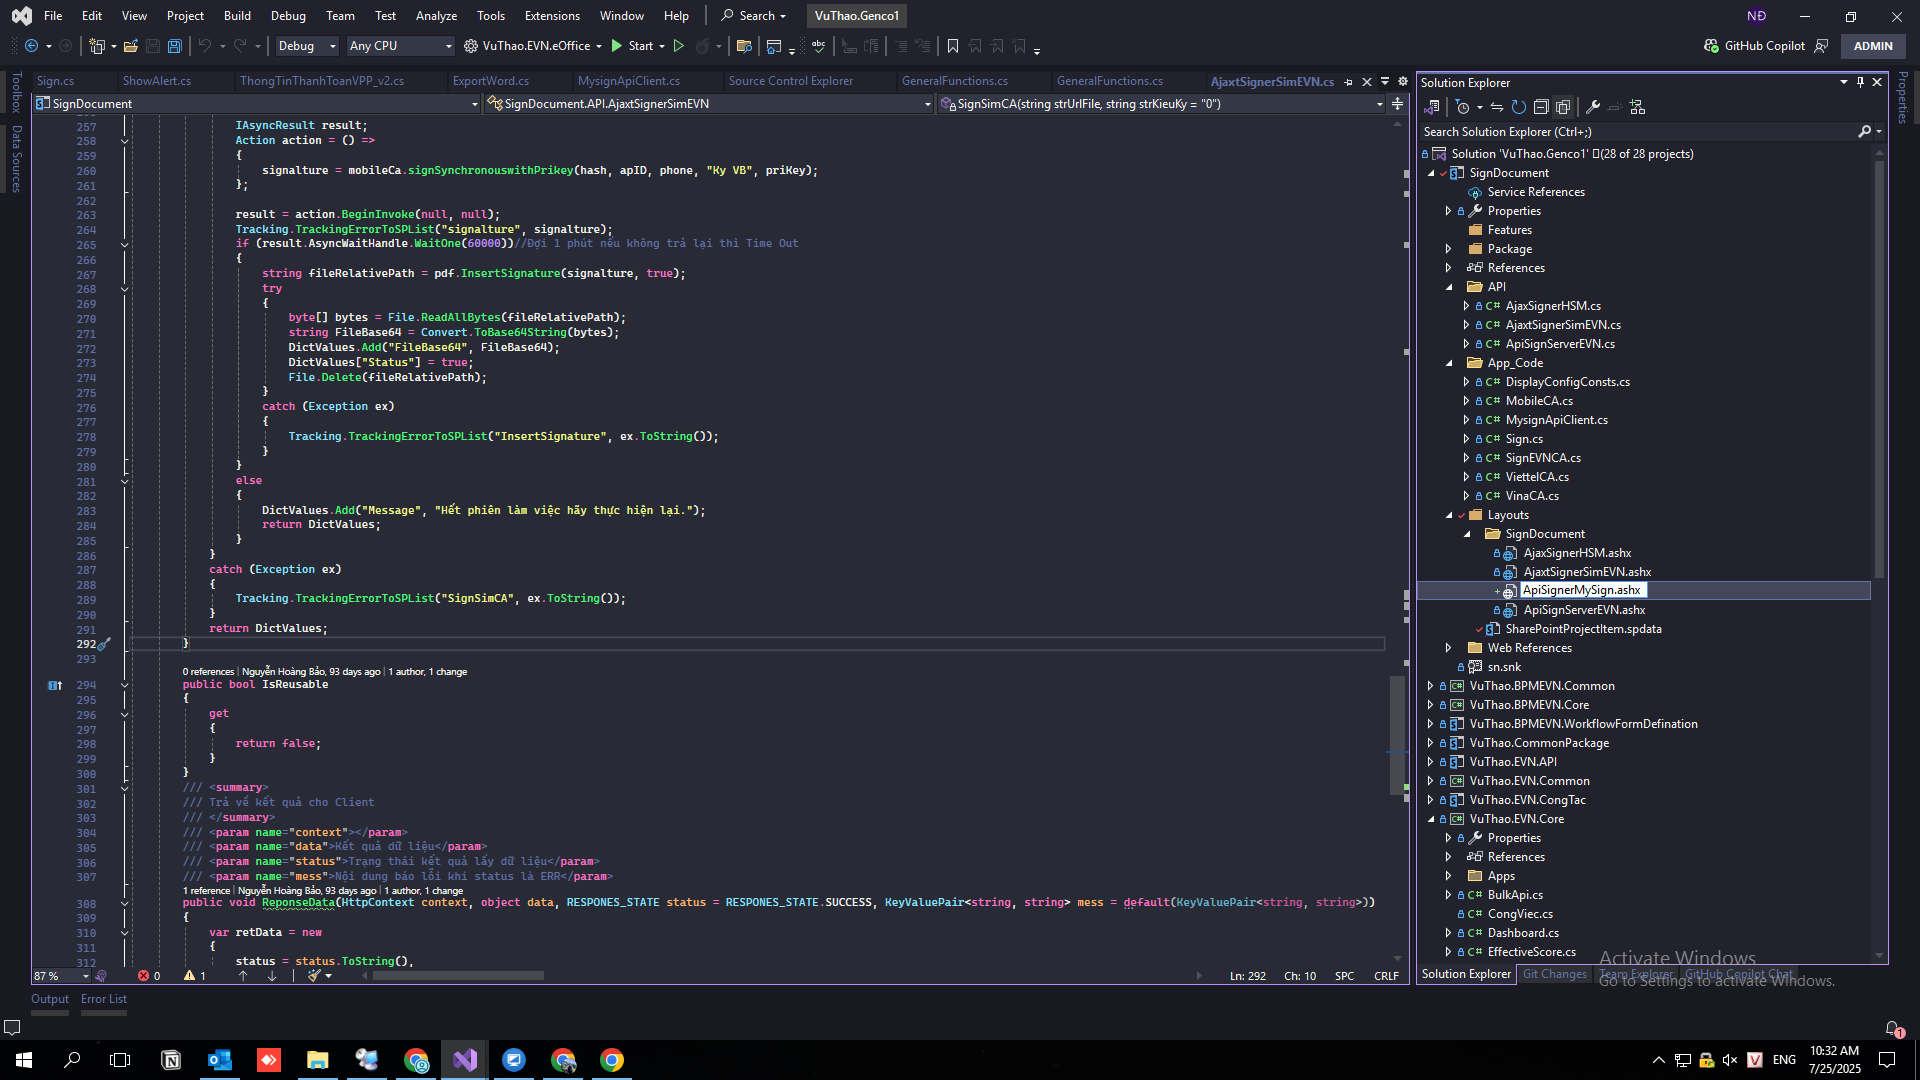 File Edit View Project Build Debug Team Test Analyze Tools Extensions Window Help Search VuThao.Genco1 NĐ
Debug Any CPU VuThao.EVN.eOffice Start GitHub Copilot ADMIN
Toolbox
Data Sources
Sign.cs ShowAlert.cs ThongTinThanhToanVPP_v2.cs ExportWord.cs MysignApiClient.cs Source Control Explorer GeneralFunctions.cs GeneralFunctions.cs AjaxtSignerSimEVN.cs
SignDocument SignDocument.API.AjaxtSignerSimEVN SignSimCA(string strUrlFile, string strKieuKy = "0")
257 IAsyncResult result;
258 Action action = () =>
259 {
260 signalture = mobileCa.signSynchronouswithPrikey(hash, apID, phone, "Ky VB", priKey);
261 };
262
263 result = action.BeginInvoke(null, null);
264 Tracking.TrackingErrorToSPList("signalture", signalture);
265 if (result.AsyncWaitHandle.WaitOne(60000))//Đợi 1 phút nếu không trả lại thì Time Out
266 {
267 string fileRelativePath = pdf.InsertSignature(signalture, true);
268 try
269 {
270 byte[] bytes = File.ReadAllBytes(fileRelativePath);
271 string FileBase64 = Convert.ToBase64String(bytes);
272 DictValues.Add("FileBase64", FileBase64);
273 DictValues["Status"] = true;
274 File.Delete(fileRelativePath);
275 }
276 catch (Exception ex)
277 {
278 Tracking.TrackingErrorToSPList("InsertSignature", ex.ToString());
279 }
280 }
281 else
282 {
283 DictValues.Add("Message", "Hết phiên làm việc hãy thực hiện lại.");
284 return DictValues;
285 }
286 }
287 catch (Exception ex)
288 {
289 Tracking.TrackingErrorToSPList("SignSimCA", ex.ToString());
290 }
291 return DictValues;
292 }
293
0 references | Nguyễn Hoàng Bảo, 93 days ago | 1 author, 1 change
294 public bool IsReusable
295 {
296 get
297 {
298 return false;
299 }
300 }
301 /// <summary>
302 /// Trả về kết quả cho Client
303 /// </summary>
304 /// <param name="context"></param>
305 /// <param name="data">Kết quả dữ liệu</param>
306 /// <param name="status">Trạng thái kết quả lấy dữ liệu</param>
307 /// <param name="mess">Nội dung báo lỗi khi status là ERR</param>
1 reference | Nguyễn Hoàng Bảo, 93 days ago | 1 author, 1 change
308 public void ReponseData(HttpContext context, object data, RESPONES_STATE status = RESPONES_STATE.SUCCESS, KeyValuePair<string, string> mess = default(KeyValuePair<string, string>))
309 {
310 var retData = new
311 {
312 status = status.ToString(),
87 % 0 1 Ln: 292 Ch: 10 SPC CRLF
Output Error List
Solution Explorer
Search Solution Explorer (Ctrl+;)
Solution 'VuThao.Genco1' (28 of 28 projects)
SignDocument
Service References
Properties
Features
Package
References
API
C# AjaxSignerHSM.cs
C# AjaxtSignerSimEVN.cs
C# ApiSignServerEVN.cs
App_Code
C# DisplayConfigConsts.cs
C# MobileCA.cs
C# MysignApiClient.cs
C# Sign.cs
C# SignEVNCA.cs
C# ViettelCA.cs
C# VinaCA.cs
Layouts
SignDocument
AjaxSignerHSM.ashx
AjaxtSignerSimEVN.ashx
ApiSignerMySign.ashx
ApiSignServerEVN.ashx
SharePointProjectItem.spdata
Web References
sn.snk
VuThao.BPMEVN.Common
VuThao.BPMEVN.Core
VuThao.BPMEVN.WorkflowFormDefination
VuThao.CommonPackage
VuThao.EVN.API
VuThao.EVN.Common
VuThao.EVN.CongTac
VuThao.EVN.Core
Properties
References
Apps
C# BulkApi.cs
C# CongViec.cs
C# Dashboard.cs
C# EffectiveScore.cs
Solution Explorer Git Changes Team Explorer GitHub Copilot Chat
Properties
Activate Windows
Go to Settings to activate Windows.
1
ENG 10:32 AM
7/25/2025